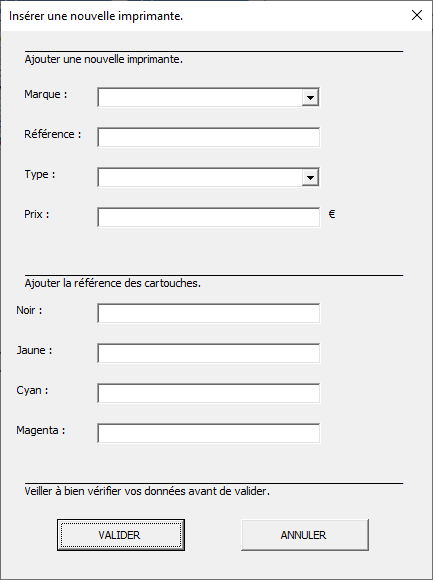 Insérer une nouvelle imprimante.
Ajouter une nouvelle imprimante.
Marque :
Référence :
Type :
Prix : €
Ajouter la référence des cartouches.
Noir :
Jaune :
Cyan :
Magenta :
Veiller à bien vérifier vos données avant de valider.
VALIDER ANNULER